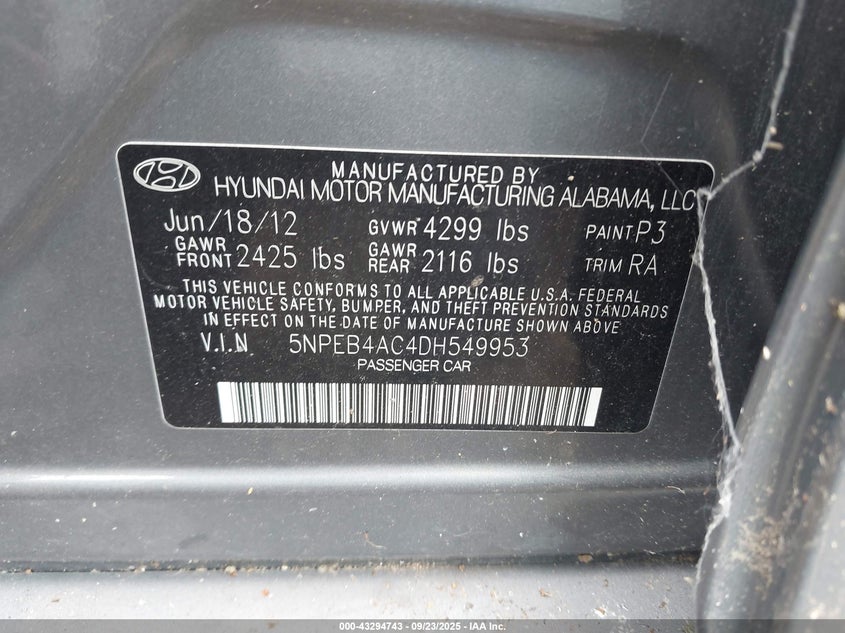 MANUFACTURED BY
HYUNDAI MOTOR MANUFACTURING ALABAMA, LLC
Jun/18/12 GVWR 4299 lbs PAINT P3
GAWR FRONT 2425 lbs GAWR REAR 2116 lbs TRIM RA
THIS VEHICLE CONFORMS TO ALL APPLICABLE U.S.A. FEDERAL
MOTOR VEHICLE SAFETY, BUMPER, AND THEFT PREVENTION STANDARDS
IN EFFECT ON THE DATE OF MANUFACTURE SHOWN ABOVE
V.I.N 5NPEB4AC4DH549953
PASSENGER CAR
000-43294743 - 09/23/2025 - IAA Inc.